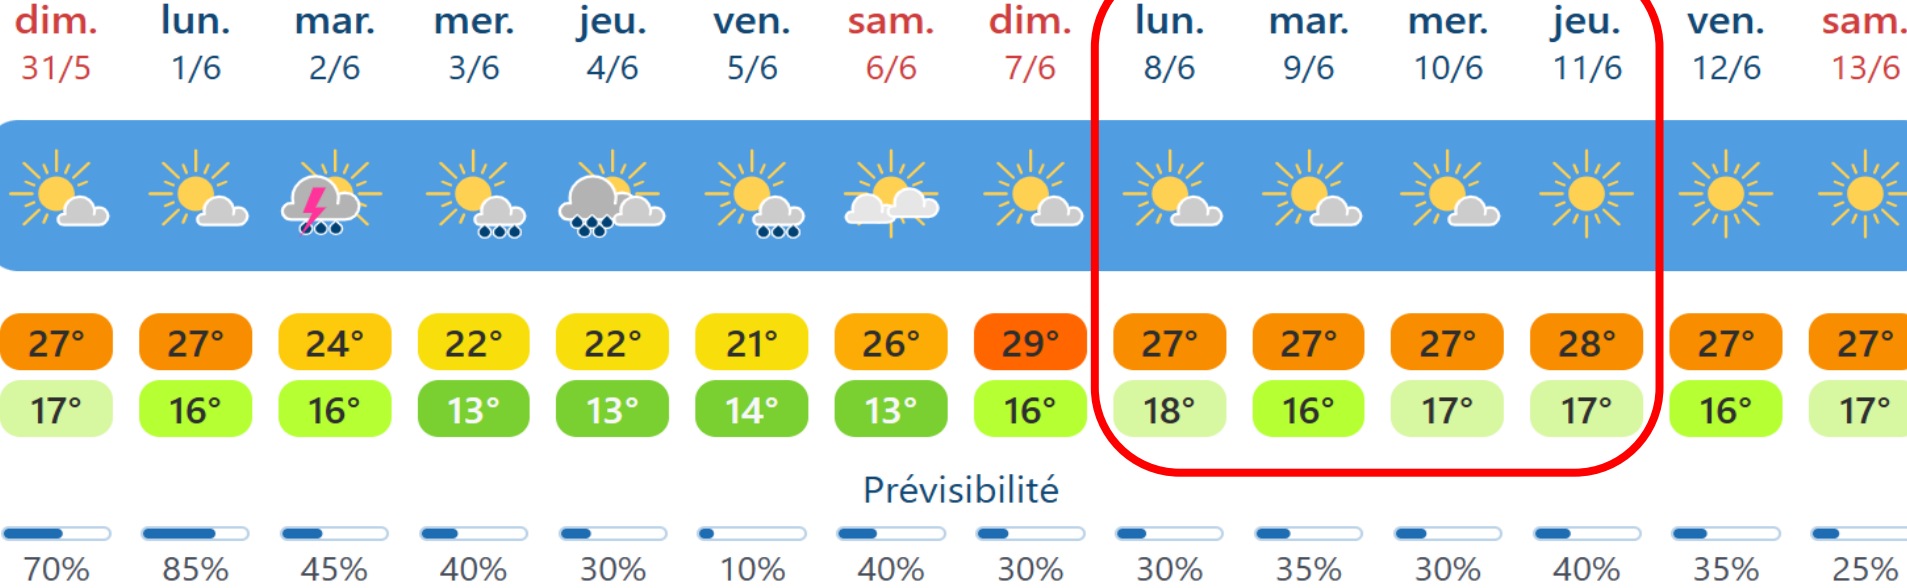 dim. lun. mar. mer. jeu. ven. sam. dim. lun. mar. mer. jeu. ven. sam.
31/5 1/6 2/6 3/6 4/6 5/6 6/6 7/6 8/6 9/6 10/6 11/6 12/6 13/6
27° 27° 24° 22° 22° 21° 26° 29° 27° 27° 27° 28° 27° 27°
17° 16° 16° 13° 13° 14° 13° 16° 18° 16° 17° 17° 16° 17°
Prévisibilité
70% 85% 45% 40% 30% 10% 40% 30% 30% 35% 30% 40% 35% 25%